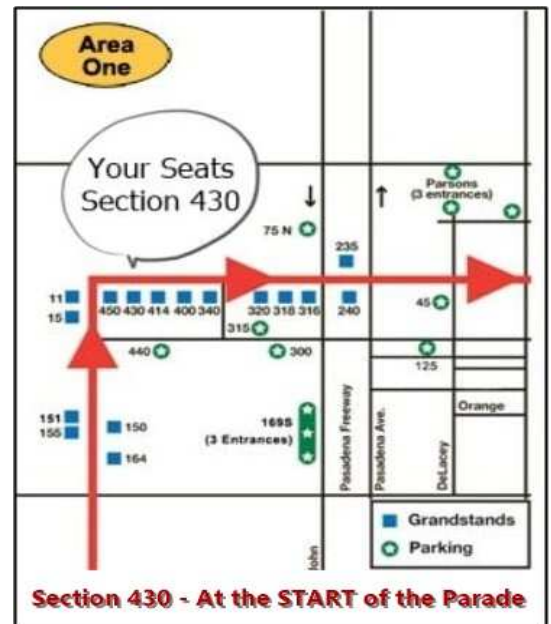 Area
One
Your Seats
Section 430
↓
↑
Parsons
(3 entrances)
75 N
235
11
15
450 430 414 400 340
320 318 316
240
45
315
440
300
125
151
155
150
164
169S
(3 Entrances)
Orange
Pasadena Freeway
Pasadena Ave.
DeLacey
John
Grandstands
Parking
Section 430 - At the START of the Parade